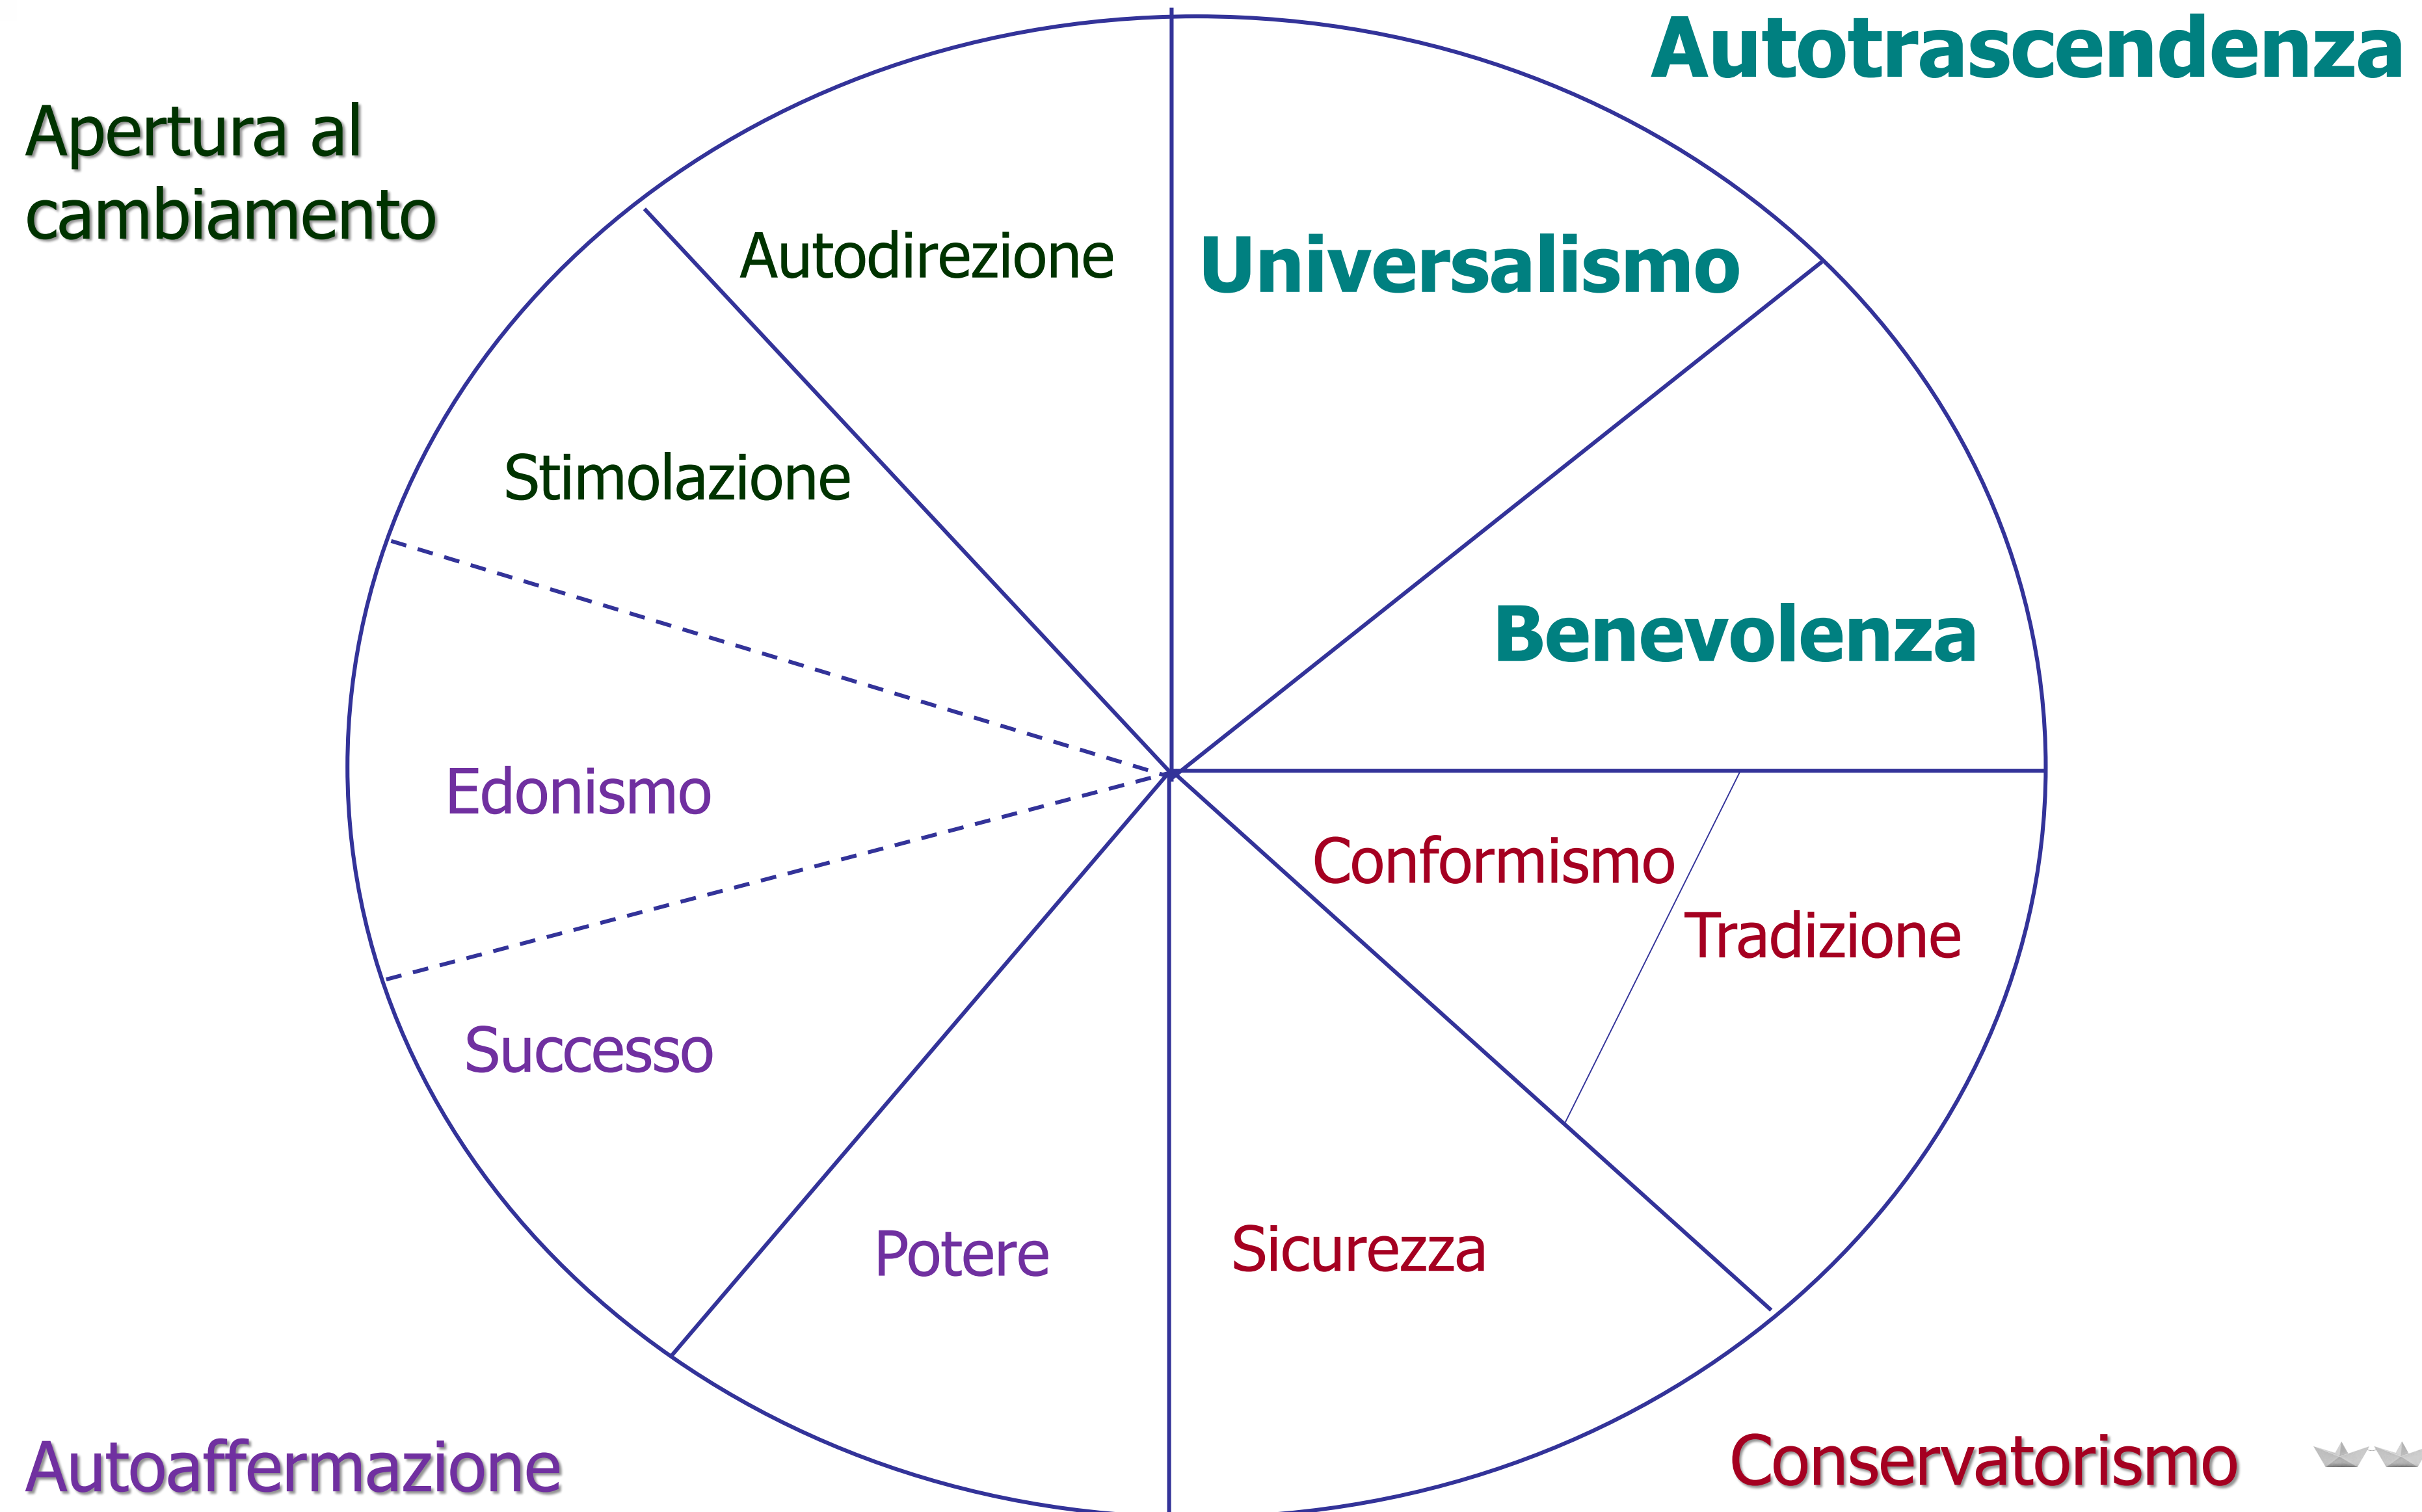 Autotrascendenza
Apertura al
cambiamento
Autodirezione
Universalismo
Stimolazione
Benevolenza
Edonismo
Conformismo
Tradizione
Successo
Potere
Sicurezza
Autoaffermazione
Conservatorismo